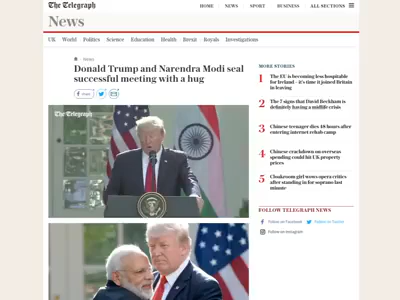 The Telegraph
HOME
NEWS
SPORT
BUSINESS
ALL SECTIONS
News
UK World Politics Science Education Health Brexit Royals Investigations
News
Donald Trump and Narendra Modi seal
successful meeting with a hug
The Telegraph
MORE STORIES
1 The EU is becoming less hospitable
for Ireland - it's time it joined Britain
in leaving
2 The 7 signs that David Beckham is
definitely having a midlife crisis
3 Chinese teenager dies 48 hours after
entering internet rehab camp
4 Chinese crackdown on overseas
spending could hit UK property
prices
5 Cloakroom girl wows opera critics
after standing in for soprano last
minute
FOLLOW TELEGRAPH NEWS
Follow on Facebook
Follow on Twitter
Follow on Instagram